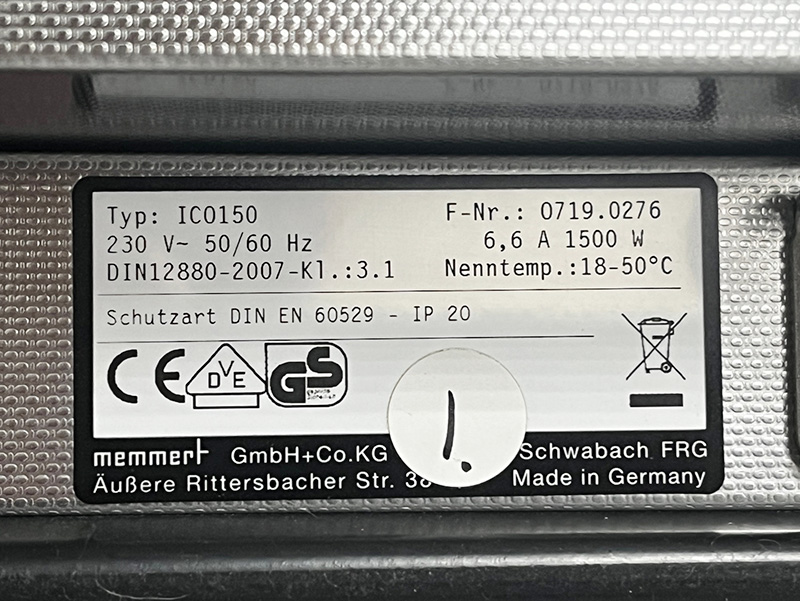 Typ: ICO150 F-Nr.: 0719.0276
230 V~ 50/60 Hz 6,6 A 1500 W
DIN12880-2007-Kl.:3.1 Nenntemp.:18-50°C
Schutzart DIN EN 60529 - IP 20
CE DVE GS
1.
memmert GmbH+Co.KG Schwabach FRG
Äußere Rittersbacher Str. 38 Made in Germany